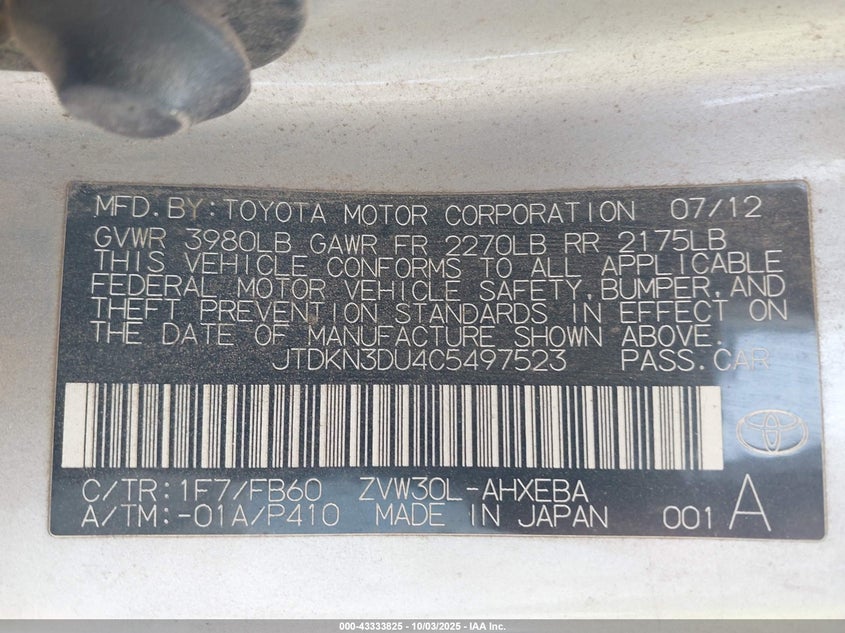 MFD.BY:TOYOTA MOTOR CORPORATION 07/12
GVWR 3980LB GAWR FR 2270LB RR 2175LB
THIS VEHICLE CONFORMS TO ALL APPLICABLE
FEDERAL MOTOR VEHICLE SAFETY,BUMPER,AND
THEFT PREVENTION STANDARDS IN EFFECT ON
THE DATE OF MANUFACTURE SHOWN ABOVE.
JTDKN3DU4C5497523 PASS.CAR
C/TR:1F7/FB60 ZVW30L-AHXEBA
A/TM:-01A/P410 MADE IN JAPAN 001 A
000-43333825 - 10/03/2025 - IAA Inc.